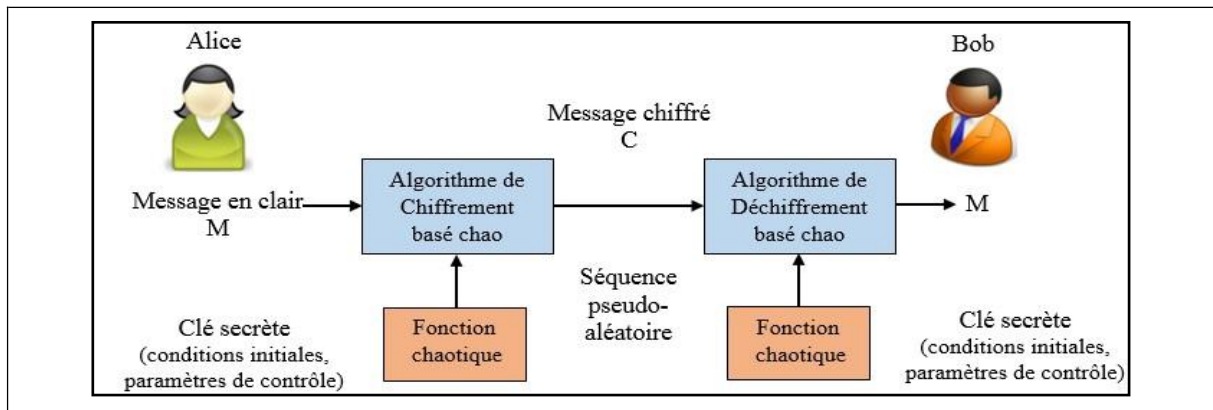 Alice
Bob
Message chiffré
C
Message en clair
M
Algorithme de
Chiffrement
basé chao
Algorithme de
Déchiffrement
basé chao
M
Séquence
pseudo-
aléatoire
Clé secrète
(conditions initiales,
paramètres de contrôle)
Fonction
chaotique
Fonction
chaotique
Clé secrète
(conditions initiales,
paramètres de contrôle)